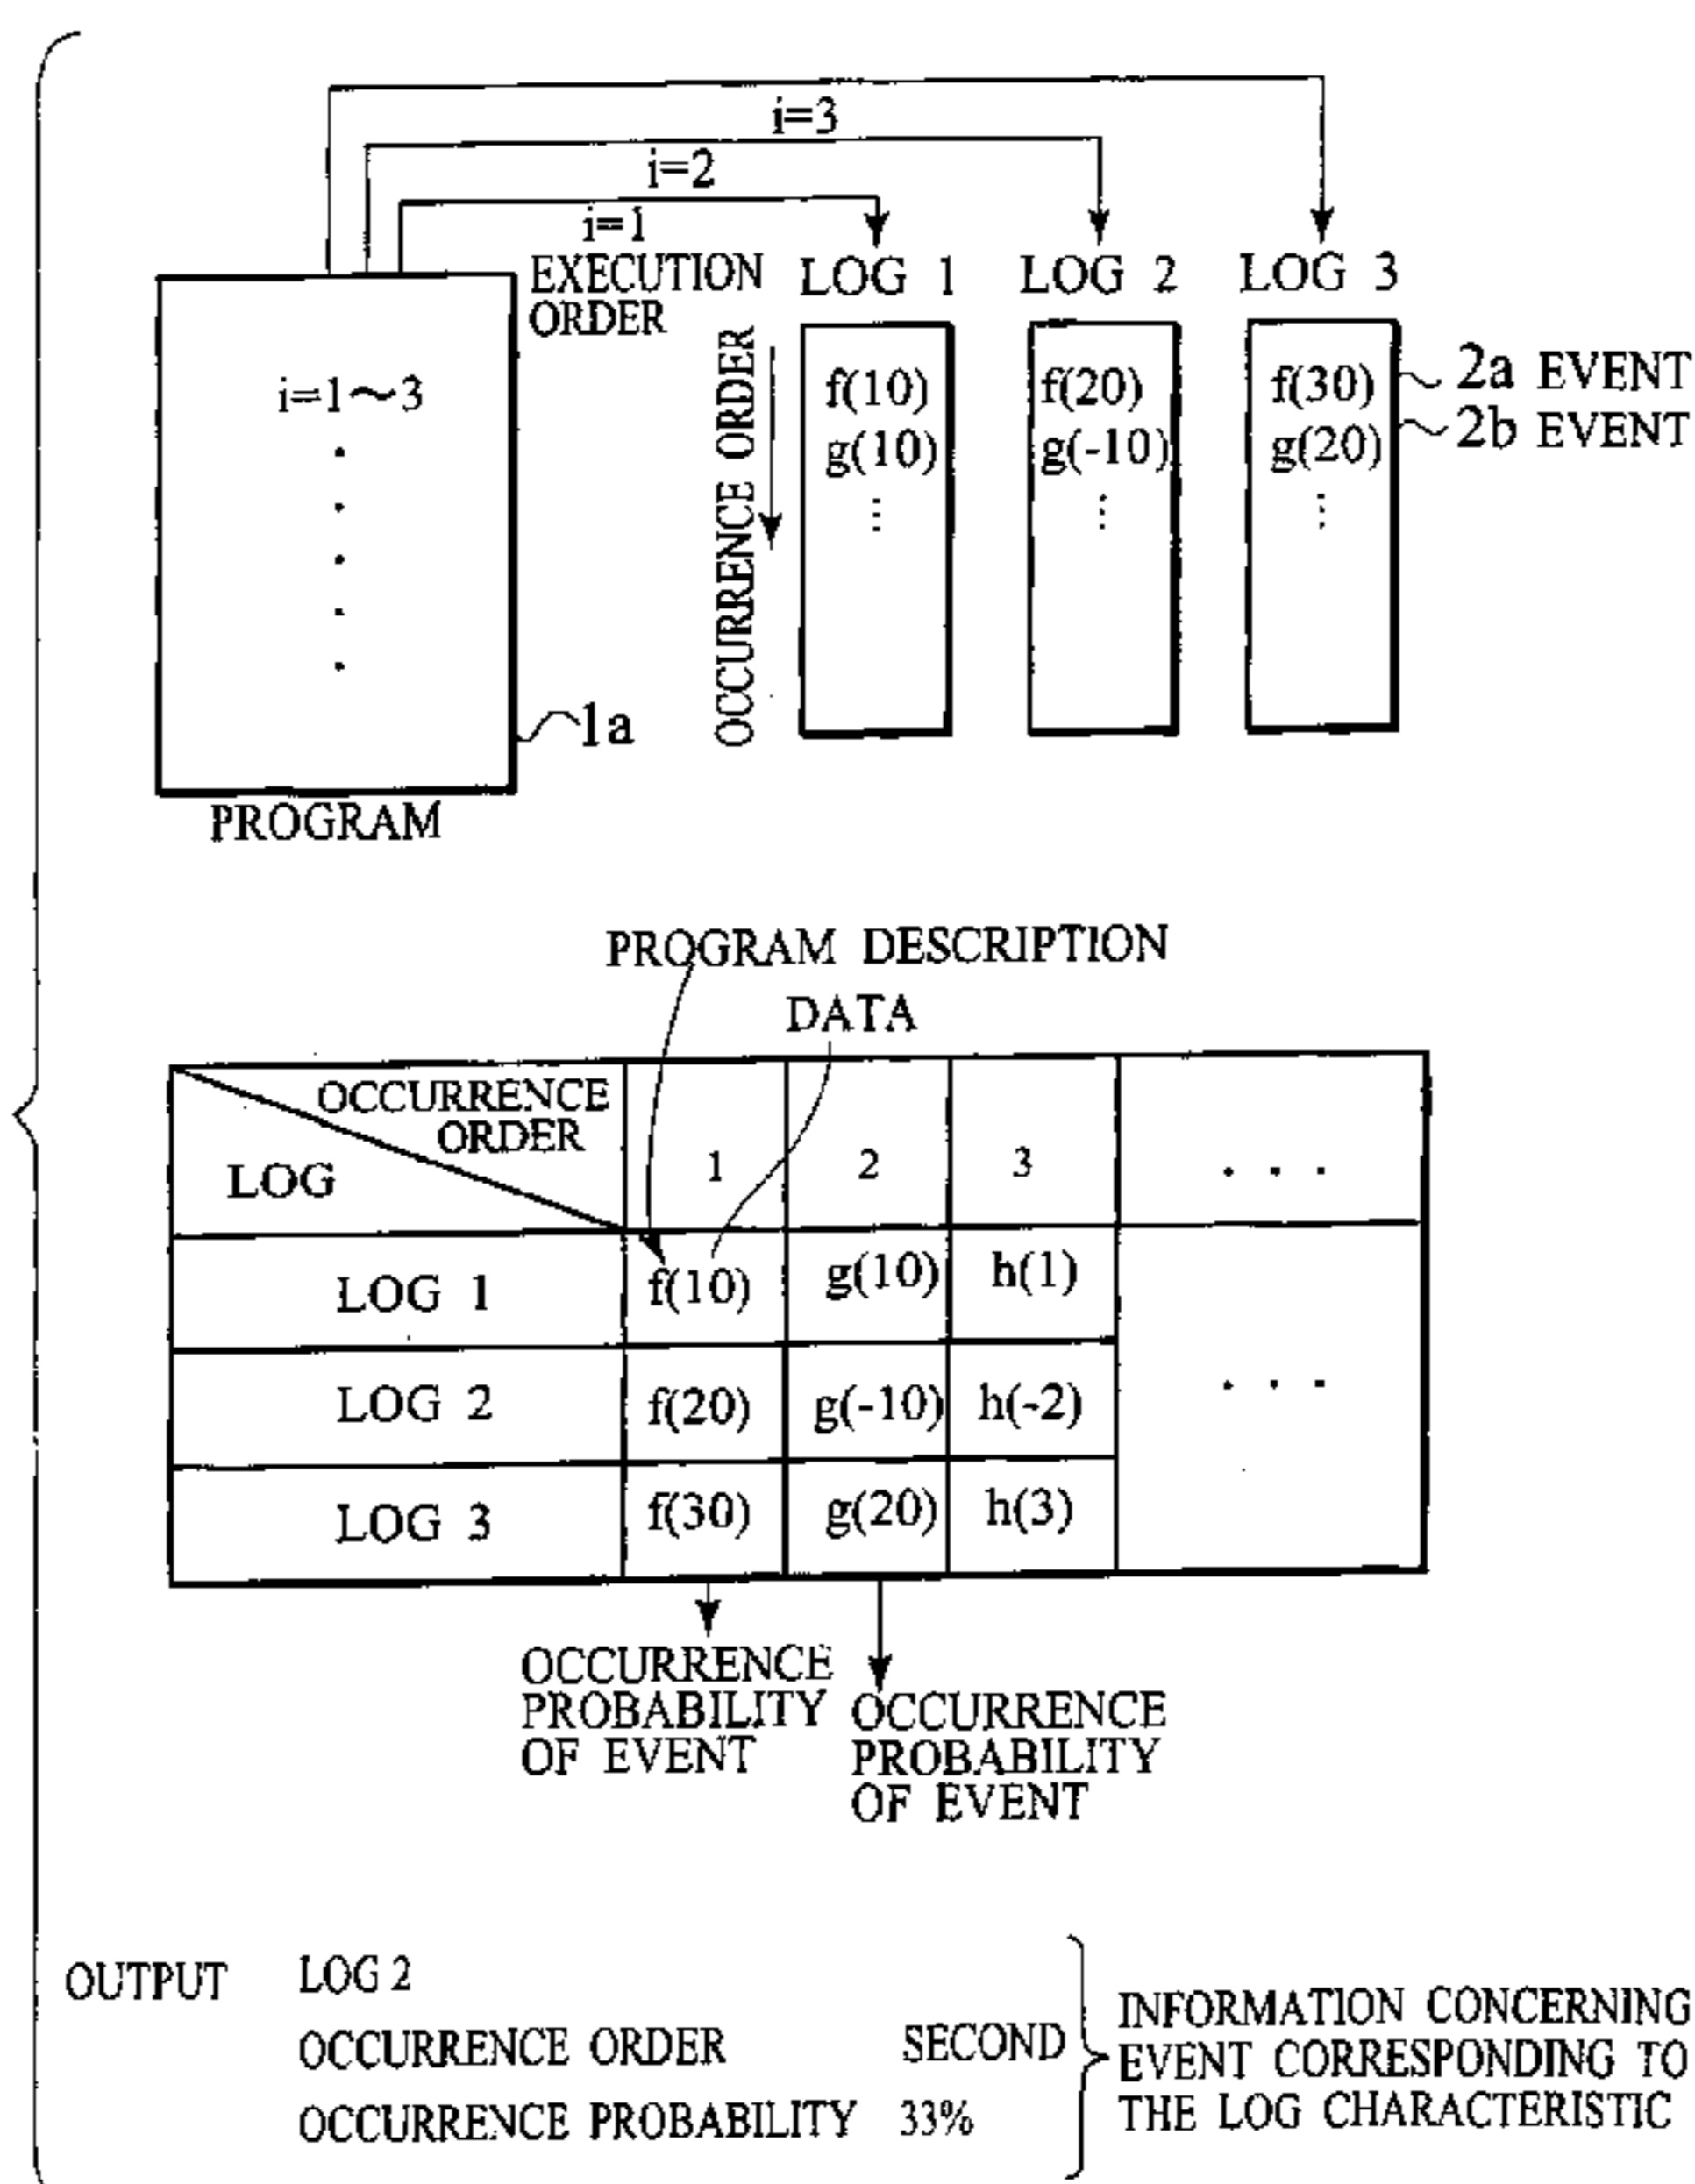 i=3
i=2
i=1
EXECUTION
ORDER
LOG 1
LOG 2
LOG 3
i=1～3
.
.
.
.
.
OCCURRENCE ORDER
f(10)
g(10)
⋮
f(20)
g(-10)
⋮
f(30)
g(20)
⋮
2a EVENT
2b EVENT
1a
PROGRAM
PROGRAM DESCRIPTION
DATA
OCCURRENCE
ORDER
LOG
1 2 3 . . .
LOG 1 f(10) g(10) h(1)
LOG 2 f(20) g(-10) h(-2) . . .
LOG 3 f(30) g(20) h(3)
OCCURRENCE
PROBABILITY
OF EVENT
OCCURRENCE
PROBABILITY
OF EVENT
OUTPUT LOG 2
OCCURRENCE ORDER SECOND
OCCURRENCE PROBABILITY 33%
INFORMATION CONCERNING
EVENT CORRESPONDING TO
THE LOG CHARACTERISTIC